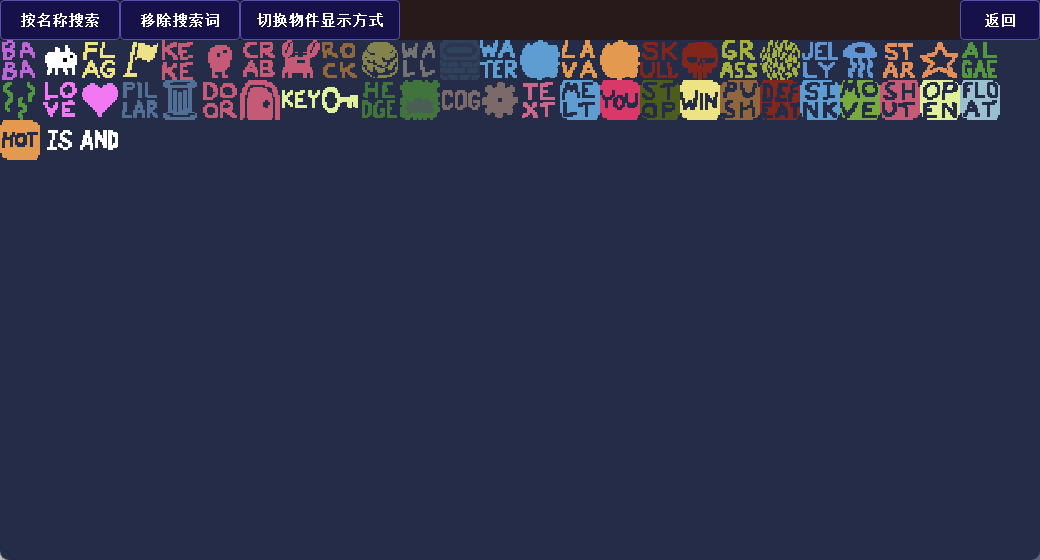 按名称搜索 移除搜索词 切换物件显示方式 返回
BABA FLAG KEKE CRAB ROCK WALL WATER LAVA SKULL GRASS JELLY STAR ALGAE
LOVE PILLAR DOOR KEY HEDGE COG TEXT MELT YOU STOP WIN PUSH DEFEAT SINK MOVE SHUT OPEN FLOAT
HOT IS AND